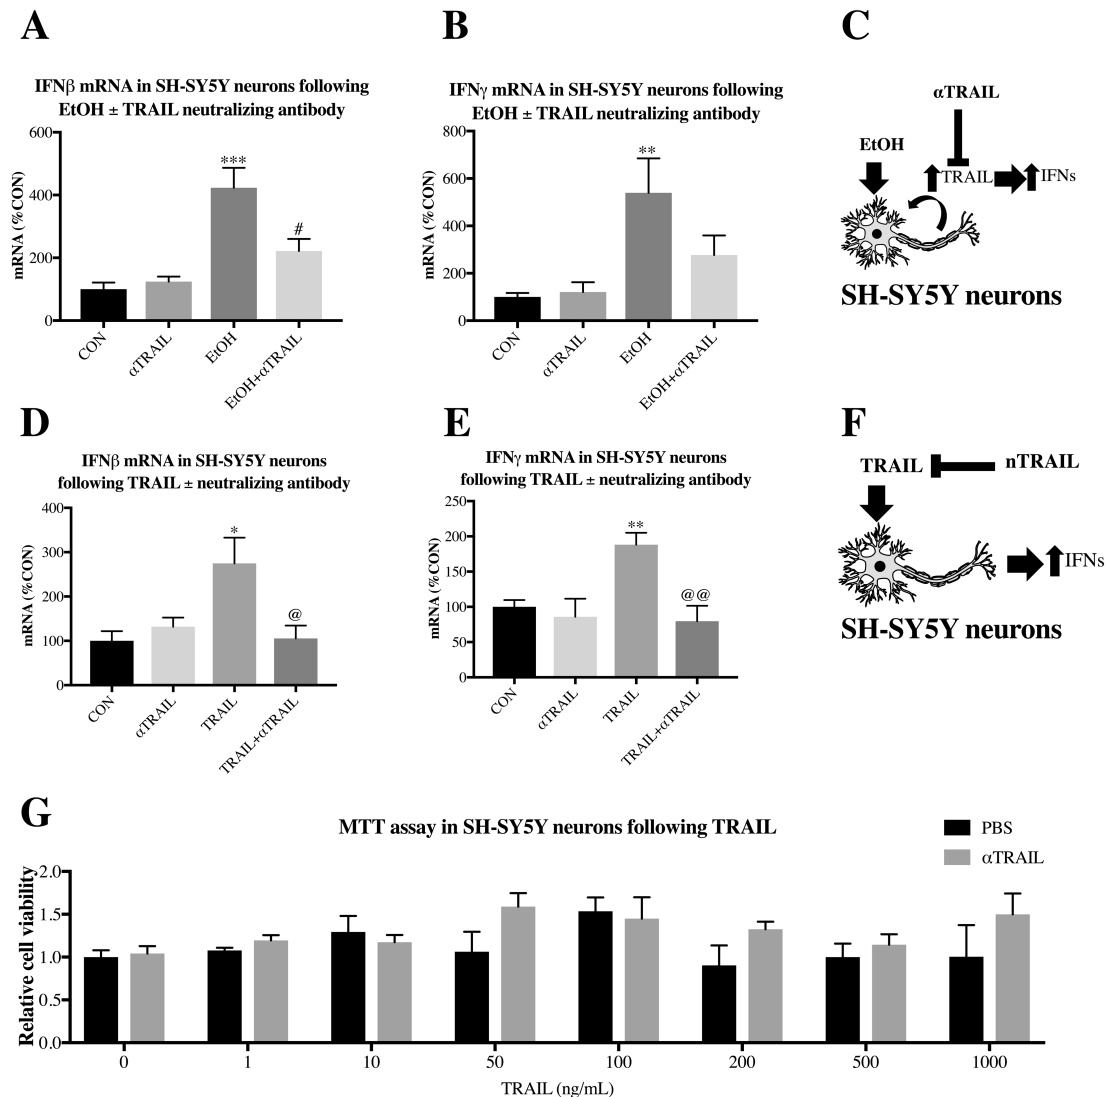 A
IFNβ mRNA in SH-SY5Y neurons following
EtOH ± TRAIL neutralizing antibody
mRNA (%CON)
600
400
200
0
***
#
CON
αTRAIL
EtOH
EtOH+αTRAIL
B
IFNγ mRNA in SH-SY5Y neurons following
EtOH ± TRAIL neutralizing antibody
mRNA (%CON)
800
600
400
200
0
**
CON
αTRAIL
EtOH
EtOH+αTRAIL
C
αTRAIL
EtOH
TRAIL
IFNs
SH-SY5Y neurons
D
IFNβ mRNA in SH-SY5Y neurons
following TRAIL ± neutralizing antibody
mRNA (%CON)
400
300
200
100
0
*
@
CON
αTRAIL
TRAIL
TRAIL+αTRAIL
E
IFNγ mRNA in SH-SY5Y neurons
following TRAIL ± neutralizing antibody
mRNA (%CON)
250
200
150
100
50
0
**
@@
CON
αTRAIL
TRAIL
TRAIL+αTRAIL
F
TRAIL
nTRAIL
IFNs
SH-SY5Y neurons
G
MTT assay in SH-SY5Y neurons following TRAIL
PBS
αTRAIL
Relative cell viability
2.0
1.5
1.0
0.5
0.0
0 1 10 50 100 200 500 1000
TRAIL (ng/mL)